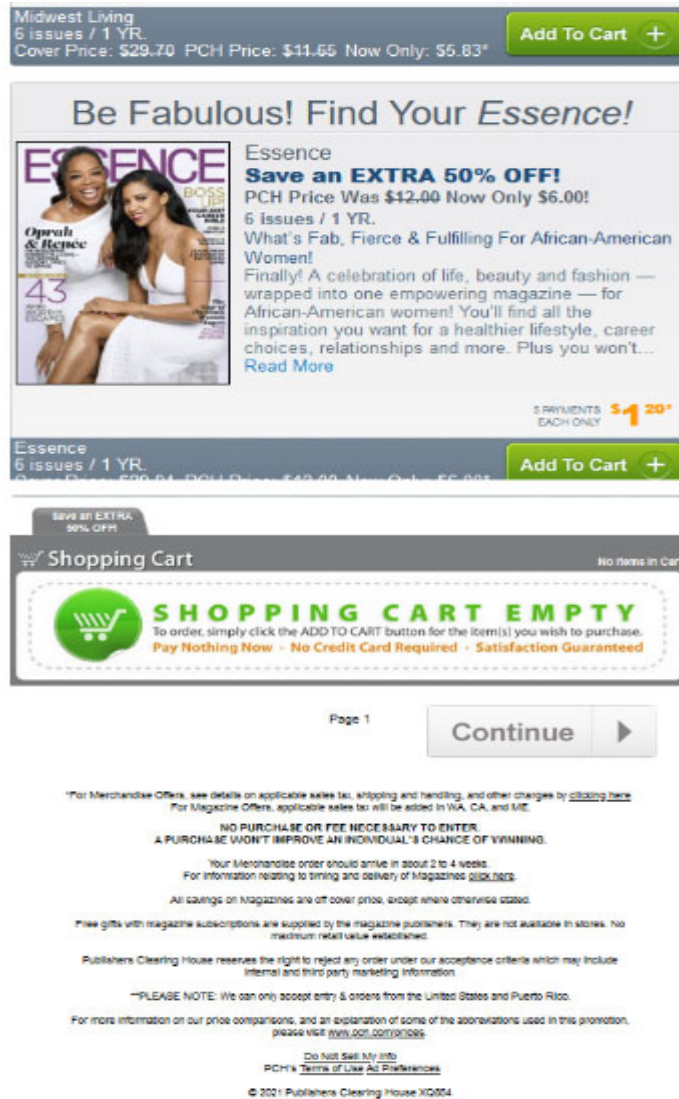 Midwest Living
6 issues / 1 YR.
Cover Price: $29.70 PCH Price: $11.65 Now Only: $5.83*
Add To Cart +
Be Fabulous! Find Your Essence!
ESSENCE
BOSS
UP!
Oprah
& Renée
43
Essence
Save an EXTRA 50% OFF!
PCH Price Was $12.00 Now Only $6.00!
6 issues / 1 YR.
What's Fab, Fierce & Fulfilling For African-American
Women!
Finally! A celebration of life, beauty and fashion —
wrapped into one empowering magazine — for
African-American women! You'll find all the
inspiration you want for a healthier lifestyle, career
choices, relationships and more. Plus you won't...
Read More
5 PAYMENTS
EACH ONLY
$1 20*
Essence
6 issues / 1 YR.
Add To Cart +
Save an EXTRA
50% OFF!
Shopping Cart
No Items in Car
SHOPPING CART EMPTY
To order, simply click the ADD TO CART button for the item(s) you wish to purchase.
Pay Nothing Now - No Credit Card Required - Satisfaction Guaranteed
Page 1
Continue
*For Merchandise Offers, see details on applicable sales tax, shipping and handling, and other charges by clicking here
For Magazine Offers, applicable sales tax will be added in WA, CA, and ME.
NO PURCHASE OR FEE NECESSARY TO ENTER.
A PURCHASE WON'T IMPROVE AN INDIVIDUAL'S CHANCE OF WINNING.
Your Merchandise order should arrive in about 2 to 4 weeks.
For information relating to timing and delivery of Magazines click here.
All savings on Magazines are off cover price, except where otherwise stated.
Free gifts with magazine subscriptions are supplied by the magazine publishers. They are not available in stores. No
maximum retail value established.
Publishers Clearing House reserves the right to reject any order under our acceptance criteria which may include
internal and third party marketing information.
**PLEASE NOTE: We can only accept entry & orders from the United States and Puerto Rico.
For more information on our price comparisons, and an explanation of some of the abbreviations used in this promotion,
please visit www.pch.com/prices.
Do Not Sell My Info
PCH's Terms of Use Ad Preferences
© 2021 Publishers Clearing House XQ884